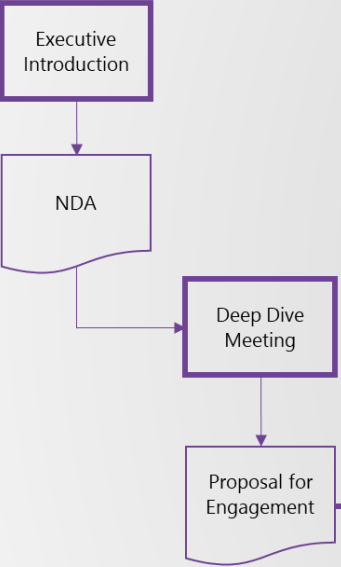 Executive
Introduction
NDA
Deep Dive
Meeting
Proposal for
Engagement